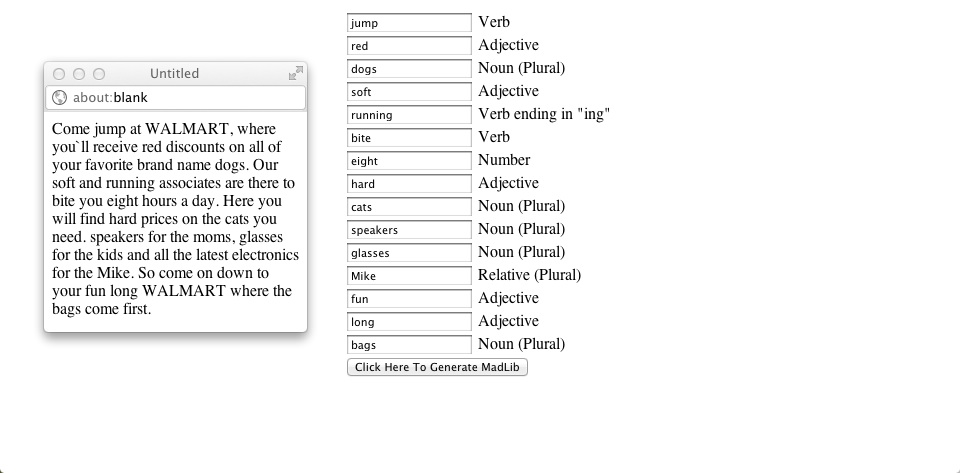 Untitled
about:blank
Come jump at WALMART, where
you`ll receive red discounts on all of
your favorite brand name dogs. Our
soft and running associates are there to
bite you eight hours a day. Here you
will find hard prices on the cats you
need. speakers for the moms, glasses
for the kids and all the latest electronics
for the Mike. So come on down to
your fun long WALMART where the
bags come first.
jump Verb
red Adjective
dogs Noun (Plural)
soft Adjective
running Verb ending in "ing"
bite Verb
eight Number
hard Adjective
cats Noun (Plural)
speakers Noun (Plural)
glasses Noun (Plural)
Mike Relative (Plural)
fun Adjective
long Adjective
bags Noun (Plural)
Click Here To Generate MadLib